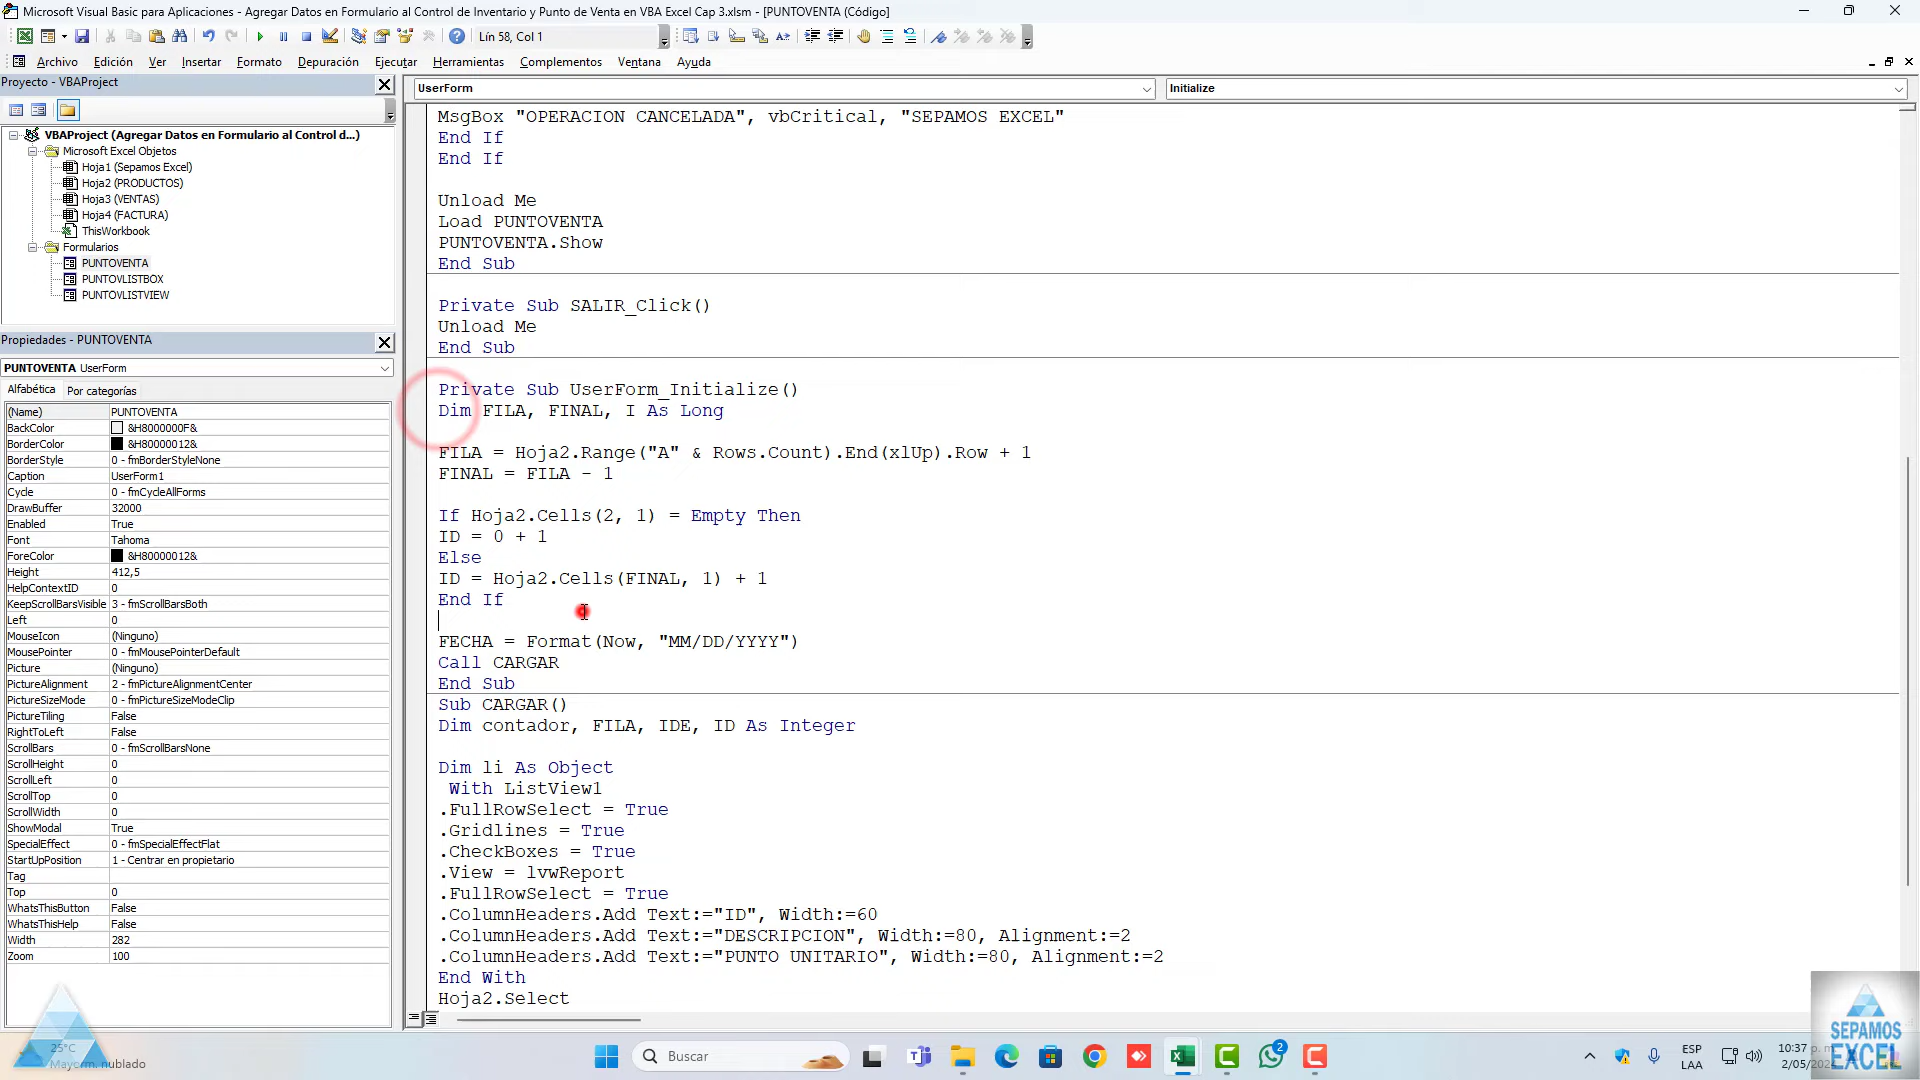 Microsoft Visual Basic para Aplicaciones - Agregar Datos en Formulario al Control de Inventario y Punto de Venta en VBA Excel Cap 3.xlsm - [PUNTOVENTA (Código)]
Lín 58, Col 1
Archivo Edición Ver Insertar Formato Depuración Ejecutar Herramientas Complementos Ventana Ayuda
Proyecto - VBAProject
VBAProject (Agregar Datos en Formulario al Control d...)
Microsoft Excel Objetos
Hoja1 (Sepamos Excel)
Hoja2 (PRODUCTOS)
Hoja3 (VENTAS)
Hoja4 (FACTURA)
ThisWorkbook
Formularios
PUNTOVENTA
PUNTOVLISTBOX
PUNTOVLISTVIEW
Propiedades - PUNTOVENTA
PUNTOVENTA UserForm
Alfabética Por categorías
(Name) PUNTOVENTA
BackColor &H8000000F&
BorderColor &H80000012&
BorderStyle 0 - fmBorderStyleNone
Caption UserForm1
Cycle 0 - fmCycleAllForms
DrawBuffer 32000
Enabled True
Font Tahoma
ForeColor &H80000012&
Height 412,5
HelpContextID 0
KeepScrollBarsVisible 3 - fmScrollBarsBoth
Left 0
MouseIcon (Ninguno)
MousePointer 0 - fmMousePointerDefault
Picture (Ninguno)
PictureAlignment 2 - fmPictureAlignmentCenter
PictureSizeMode 0 - fmPictureSizeModeClip
PictureTiling False
RightToLeft False
ScrollBars 0 - fmScrollBarsNone
ScrollHeight 0
ScrollLeft 0
ScrollTop 0
ScrollWidth 0
ShowModal True
SpecialEffect 0 - fmSpecialEffectFlat
StartUpPosition 1 - Centrar en propietario
Tag
Top 0
WhatsThisButton False
WhatsThisHelp False
Width 282
Zoom 100
UserForm Initialize
MsgBox "OPERACION CANCELADA", vbCritical, "SEPAMOS EXCEL"
End If
End If
Unload Me
Load PUNTOVENTA
PUNTOVENTA.Show
End Sub
Private Sub SALIR_Click()
Unload Me
End Sub
Private Sub UserForm_Initialize()
Dim FILA, FINAL, I As Long
FILA = Hoja2.Range("A" & Rows.Count).End(xlUp).Row + 1
FINAL = FILA - 1
If Hoja2.Cells(2, 1) = Empty Then
ID = 0 + 1
Else
ID = Hoja2.Cells(FINAL, 1) + 1
End If
FECHA = Format(Now, "MM/DD/YYYY")
Call CARGAR
End Sub
Sub CARGAR()
Dim contador, FILA, IDE, ID As Integer
Dim li As Object
With ListView1
.FullRowSelect = True
.Gridlines = True
.CheckBoxes = True
.View = lvwReport
.FullRowSelect = True
.ColumnHeaders.Add Text:="ID", Width:=60
.ColumnHeaders.Add Text:="DESCRIPCION", Width:=80, Alignment:=2
.ColumnHeaders.Add Text:="PUNTO UNITARIO", Width:=80, Alignment:=2
End With
Hoja2.Select
25°C
Mayorm. nublado
Buscar
2
ESP
LAA
10:37 p.
2/05/
SEPAMOS
EXCEL